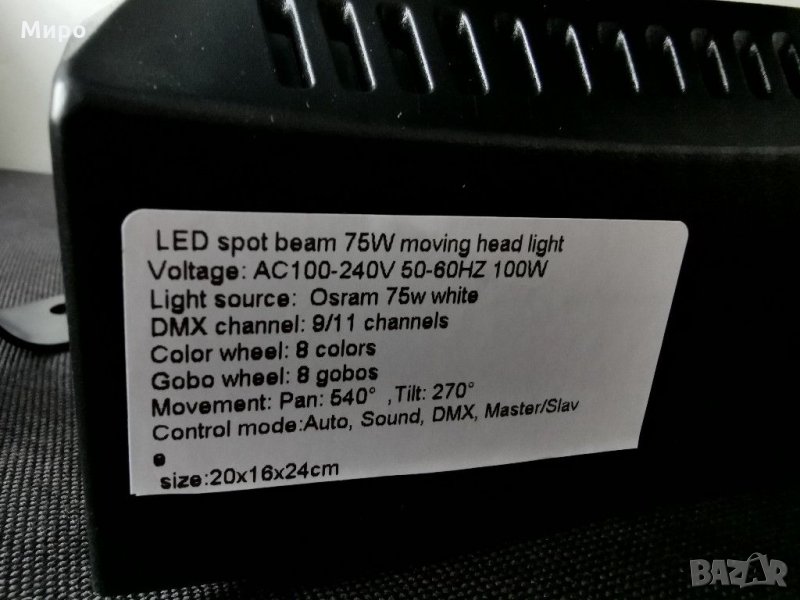 Миро
LED spot beam 75W moving head light
Voltage: AC100-240V 50-60HZ 100W
Light source: Osram 75w white
DMX channel: 9/11 channels
Color wheel: 8 colors
Gobo wheel: 8 gobos
Movement: Pan: 540° ,Tilt: 270°
Control mode:Auto, Sound, DMX, Master/Slav
e
size:20x16x24cm
BAZAR